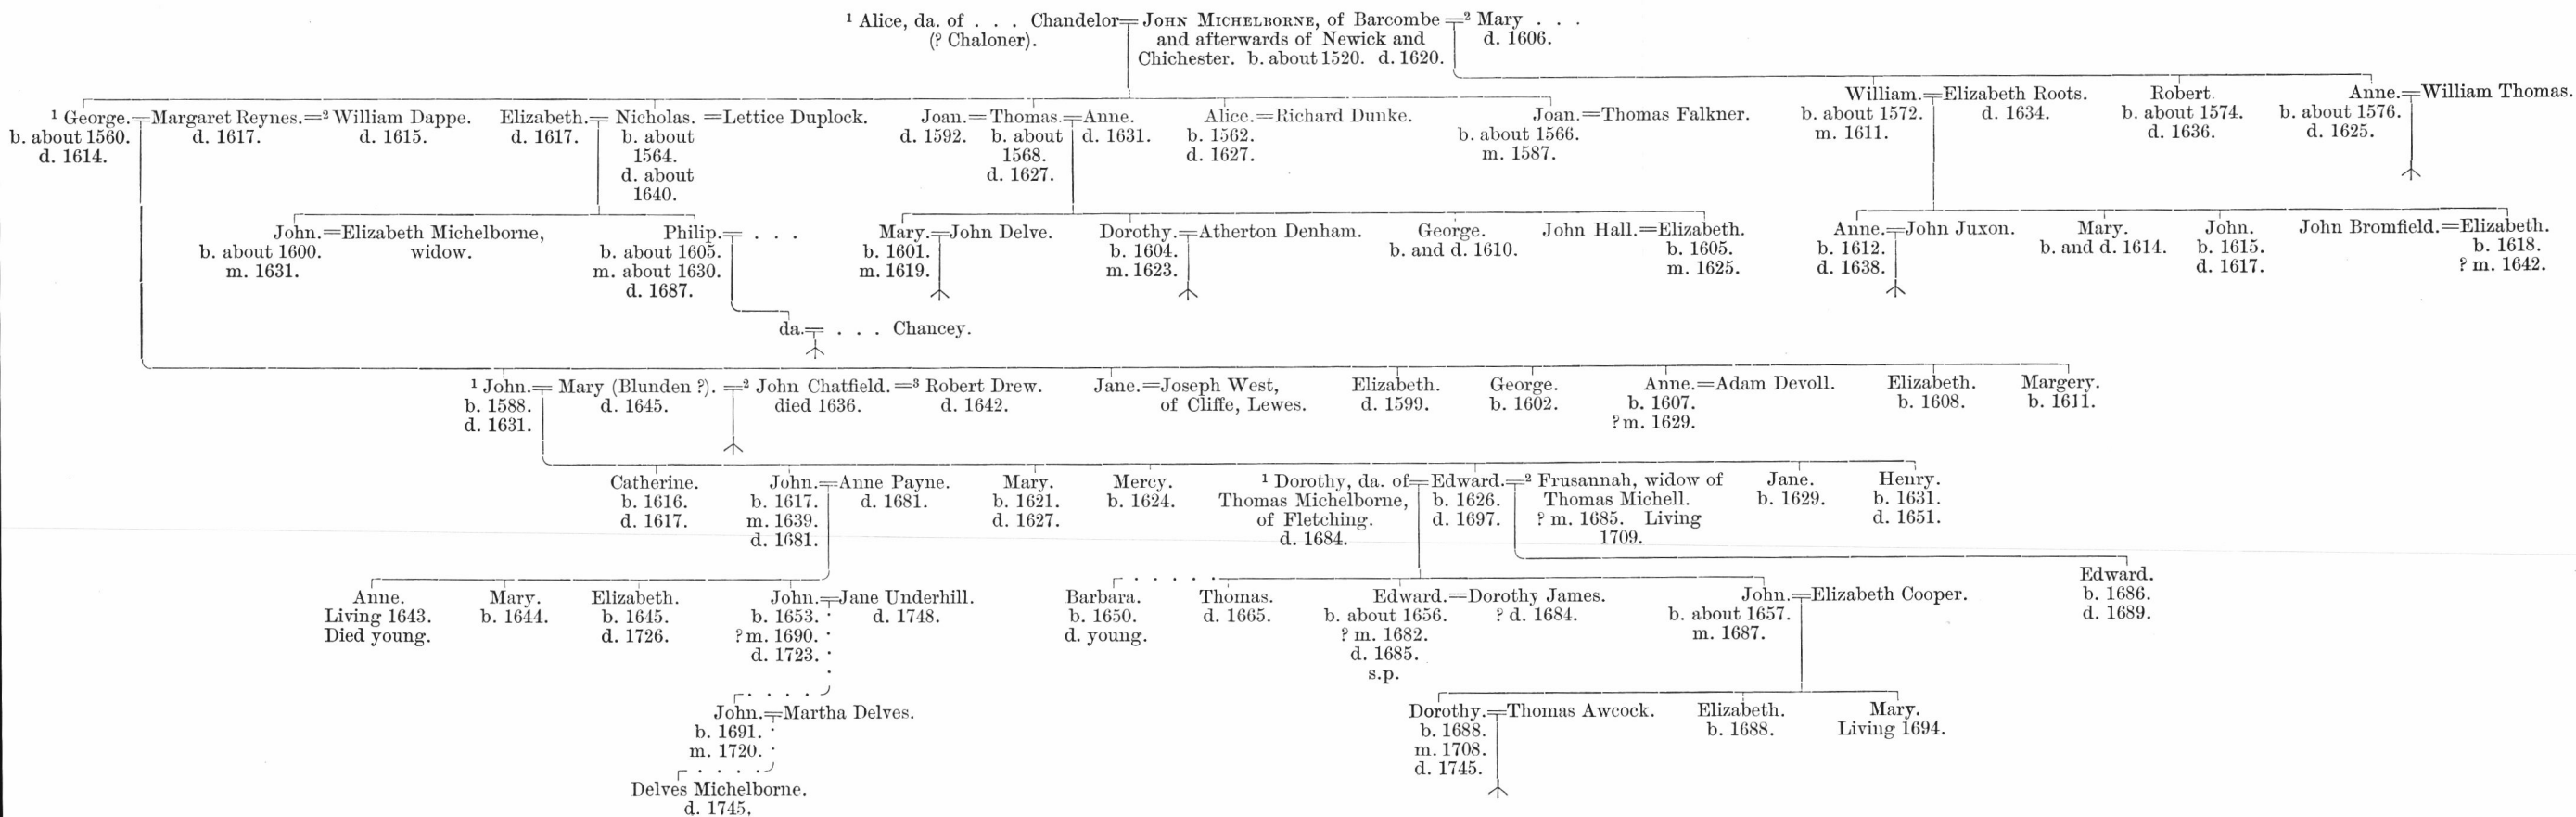 ¹ Alice, da. of . . . Chandelor=John Michelborne, of Barcombe=² Mary . . .
(? Chaloner). and afterwards of Newick and d. 1606.
Chichester. b. about 1520. d. 1620.
William.=Elizabeth Roots. Robert. Anne.=William Thomas.
b. about 1572. d. 1634. b. about 1574. b. about 1576.
m. 1611. d. 1636. d. 1625.
¹ George.=Margaret Reynes.=² William Dappe. Elizabeth.= Nicholas. =Lettice Duplock. Joan.= Thomas.=Anne. Alice.=Richard Dunke. Joan.=Thomas Falkner.
b. about 1560. d. 1617. d. 1615. d. 1617. b. about d. 1592. b. about d. 1631. b. 1562. b. about 1566.
d. 1614. 1564. 1568. d. 1627. m. 1587.
d. about d. 1627.
1640.
John.=Elizabeth Michelborne, Philip.= . . . Mary.=John Delve. Dorothy.=Atherton Denham. George. John Hall.=Elizabeth. Anne.=John Juxon. Mary. John. John Bromfield.=Elizabeth.
b. about 1600. widow. b. about 1605. b. 1601. b. 1604. b. and d. 1610. b. 1605. b. 1612. b. and d. 1614. b. 1615. b. 1618.
m. 1631. m. about 1630. m. 1619. m. 1623. m. 1625. d. 1638. d. 1617. ? m. 1642.
d. 1687.
da.= . . . Chancey.
¹ John.= Mary (Blunden ?). =² John Chatfield. =³ Robert Drew. Jane.=Joseph West, Elizabeth. George. Anne.=Adam Devoll. Elizabeth. Margery.
b. 1588. d. 1645. died 1636. d. 1642. of Cliffe, Lewes. d. 1599. b. 1602. b. 1607. b. 1608. b. 1611.
d. 1631. ? m. 1629.
Catherine. John.=Anne Payne. Mary. Mercy. ¹ Dorothy, da. of=Edward.=² Frusannah, widow of Jane. Henry.
b. 1616. b. 1617. d. 1681. b. 1621. b. 1624. Thomas Michelborne, b. 1626. Thomas Michell. b. 1629. b. 1631.
d. 1617. m. 1639. d. 1627. of Fletching. d. 1697. ? m. 1685. Living d. 1651.
d. 1681. d. 1684. 1709.
Anne. Mary. Elizabeth. John.=Jane Underhill. Barbara. Thomas. Edward.=Dorothy James. John.=Elizabeth Cooper. Edward.
Living 1643. b. 1644. b. 1645. b. 1653. d. 1748. b. 1650. d. 1665. b. about 1656. ? d. 1684. b. about 1657. b. 1686.
Died young. d. 1726. ? m. 1690. d. young. ? m. 1682. m. 1687. d. 1689.
d. 1723. d. 1685.
s.p.
John.=Martha Delves. Dorothy.=Thomas Awcock. Elizabeth. Mary.
b. 1691. b. 1688. b. 1688. Living 1694.
m. 1720. m. 1708.
d. 1745.
Delves Michelborne.
d. 1745.